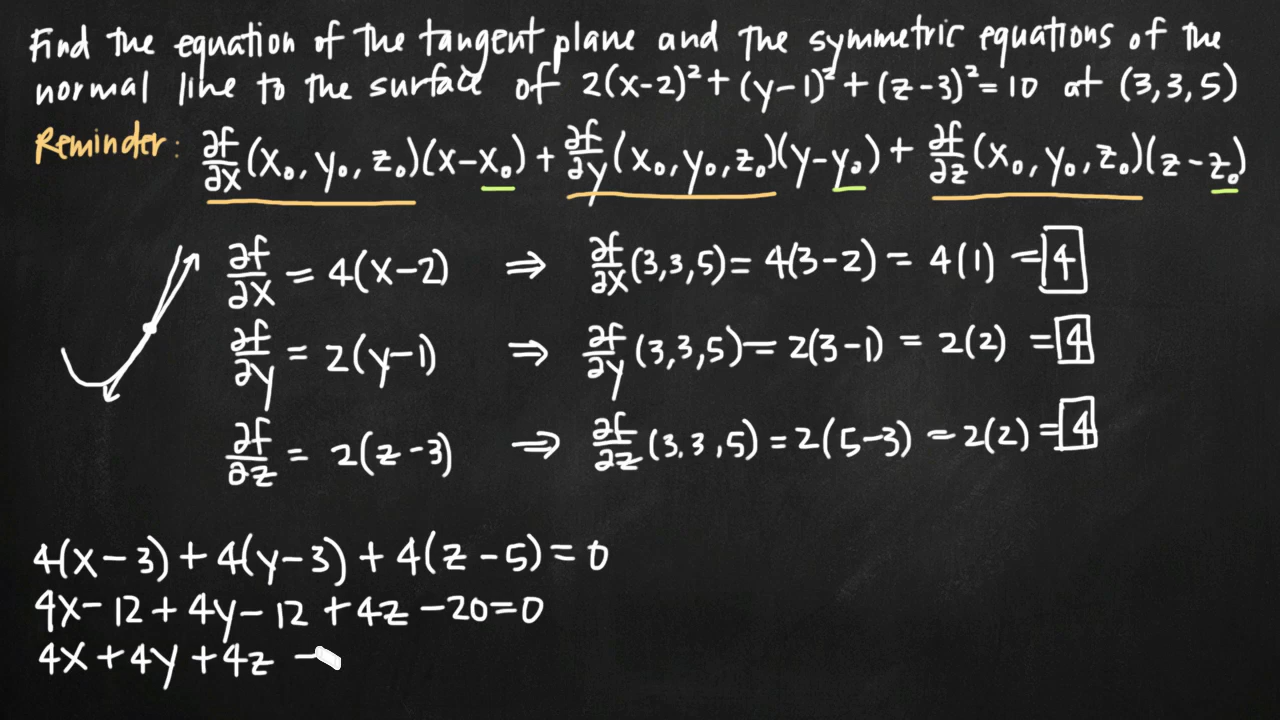 Find the equation of the tangent plane and the symmetric equations of the
normal line to the surface of 2(x-2)²+(y-1)²+(z-3)²=10 at (3,3,5)
Reminder: ∂f/∂x(x₀,y₀,z₀)(x-x₀)+∂f/∂y(x₀,y₀,z₀)(y-y₀)+∂f/∂z(x₀,y₀,z₀)(z-z₀)
∂f/∂x = 4(x-2) ⇒ ∂f/∂x(3,3,5)=4(3-2)=4(1)=4
∂f/∂y = 2(y-1) ⇒ ∂f/∂y(3,3,5)=2(3-1)=2(2)=4
∂f/∂z = 2(z-3) ⇒ ∂f/∂z(3,3,5)=2(5-3)=2(2)=4
4(x-3)+4(y-3)+4(z-5)=0
4x-12+4y-12+4z-20=0
4x+4y+4z -